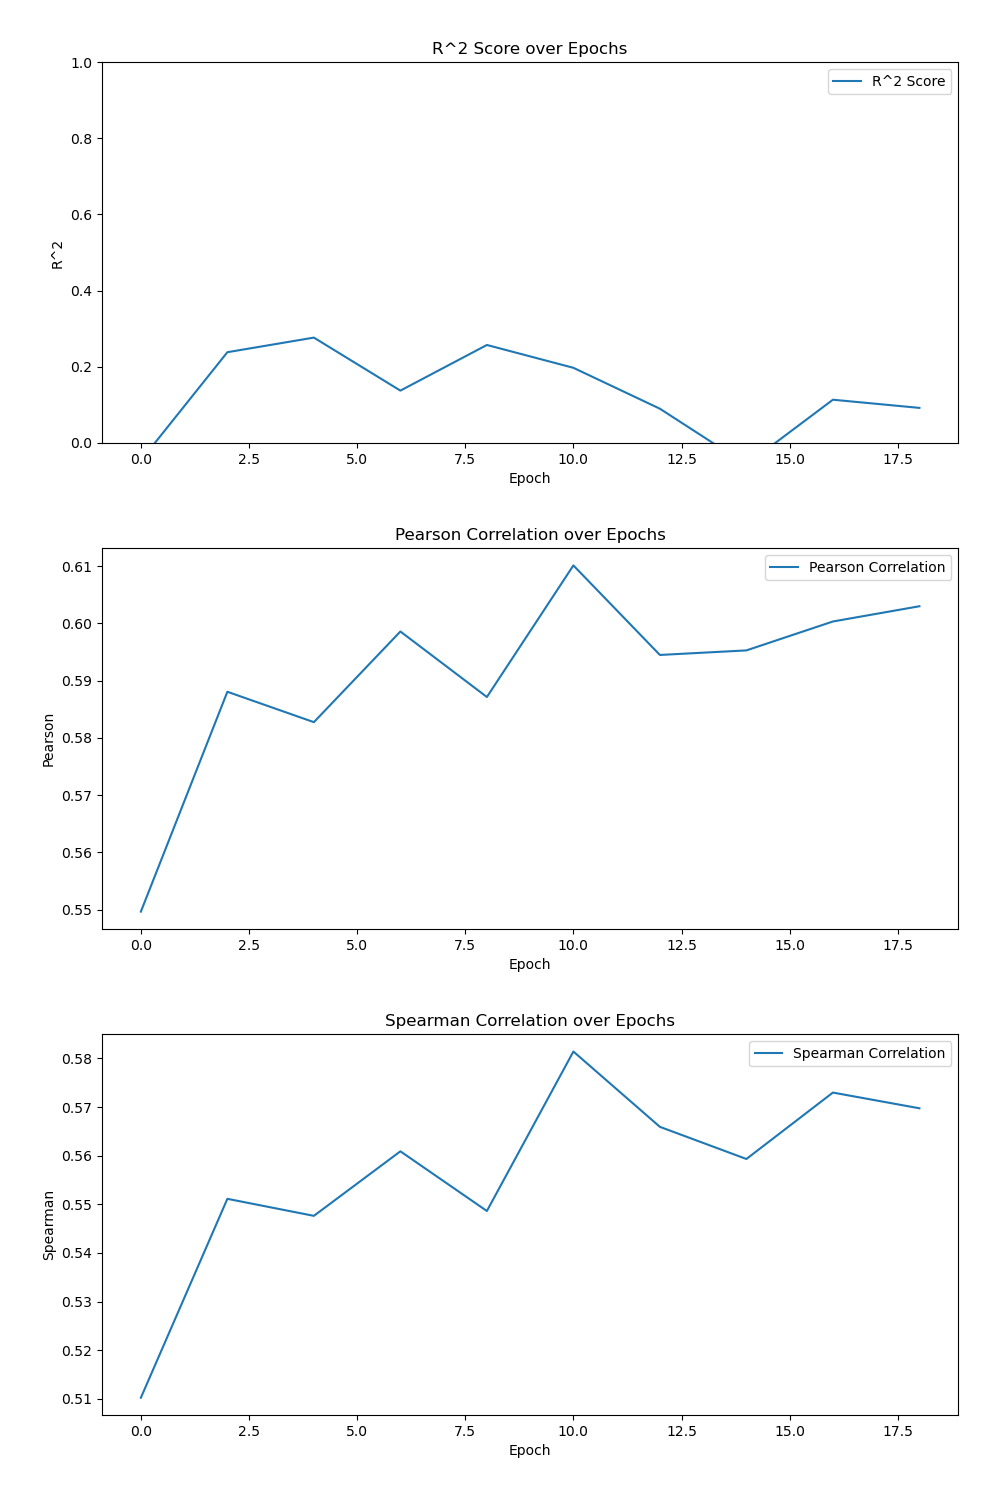 R^2 Score over Epochs
1.0
R^2 Score
0.8
0.6
R^2
0.4
0.2
0.0
0.0 2.5 5.0 7.5 10.0 12.5 15.0 17.5
Epoch
Pearson Correlation over Epochs
0.61
Pearson Correlation
0.60
0.59
0.58
Pearson
0.57
0.56
0.55
0.0 2.5 5.0 7.5 10.0 12.5 15.0 17.5
Epoch
Spearman Correlation over Epochs
0.58
Spearman Correlation
0.57
0.56
0.55
Spearman
0.54
0.53
0.52
0.51
0.0 2.5 5.0 7.5 10.0 12.5 15.0 17.5
Epoch